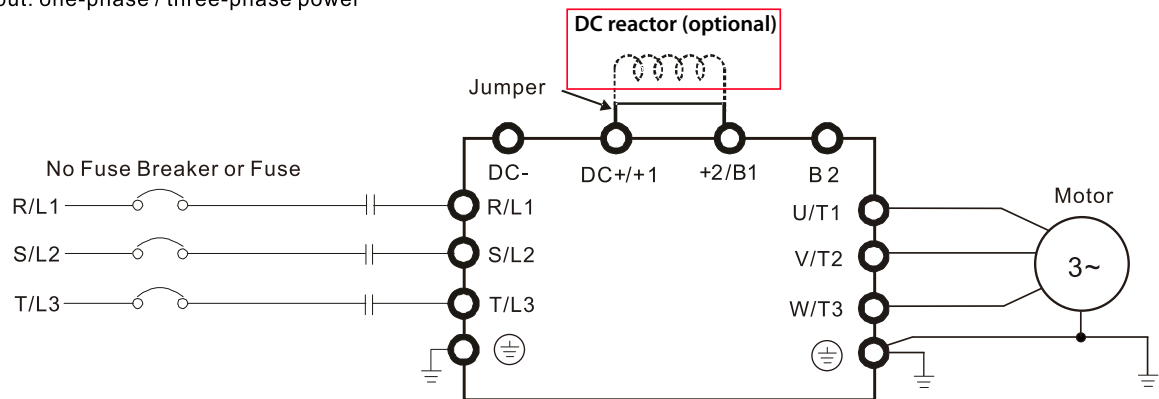 one-phase / three-phase power
DC reactor (optional)
Jumper
No Fuse Breaker or Fuse
DC-
DC+/+1
+2/B1
B2
R/L1
R/L1
U/T1
Motor
S/L2
S/L2
V/T2
3~
T/L3
T/L3
W/T3